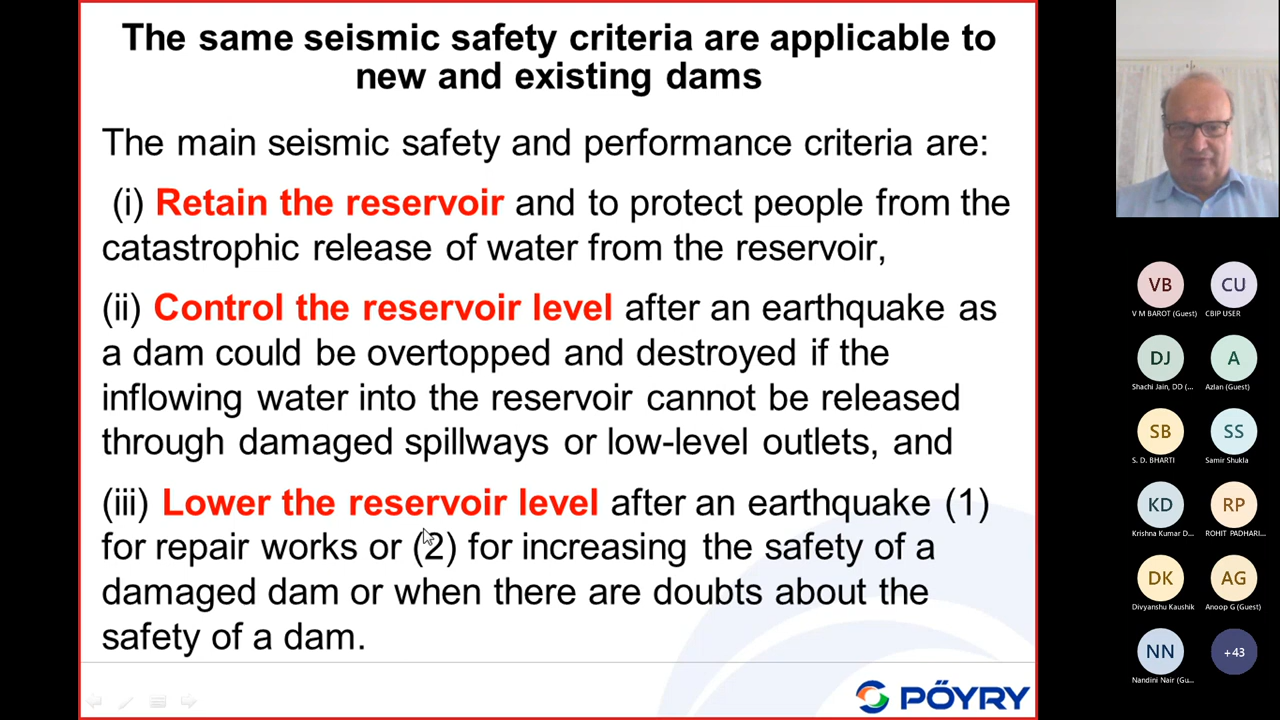 The same seismic safety criteria are applicable to
new and existing dams
The main seismic safety and performance criteria are:
(i) Retain the reservoir and to protect people from the
catastrophic release of water from the reservoir,
(ii) Control the reservoir level after an earthquake as
a dam could be overtopped and destroyed if the
inflowing water into the reservoir cannot be released
through damaged spillways or low-level outlets, and
(iii) Lower the reservoir level after an earthquake (1)
for repair works or (2) for increasing the safety of a
damaged dam or when there are doubts about the
safety of a dam.
PŐYRY
VB CU
V M BAROT (Guest) CBIP USER
DJ A
Shachi Jain, DD (... Azlan (Guest)
SB SS
S. D. BHARTI Samir Shukla
KD RP
Krishna Kumar D... ROHIT PADHARI...
DK AG
Divyanshu Kaushik Anoop G (Guest)
NN +43
Nandini Nair (Gu...